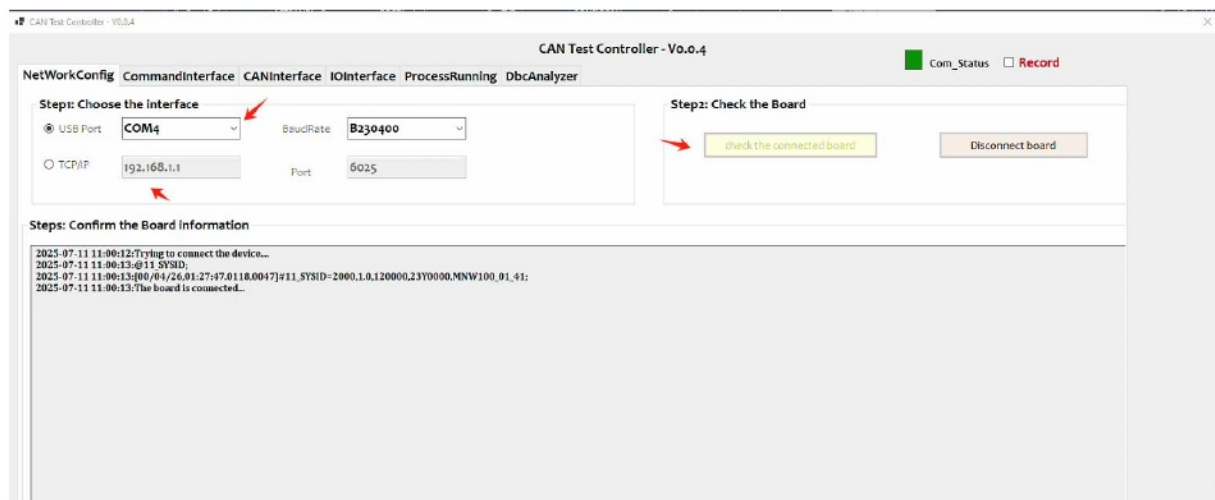 CAN Test Controller - V0.0.4
CAN Test Controller - V0.0.4
Com_Status Record
NetWorkConfig CommandInterface CANInterface IOInterface ProcessRunning DbcAnalyzer
Step1: Choose the interface
USB Port COM4 BaudRate B230400
TCP/IP 192.168.1.1 Port 6025
Step2: Check the Board
check the connected board Disconnect board
Steps: Confirm the Board information
2025-07-11 11:00:12:Trying to connect the device...
2025-07-11 11:00:13:@11_SYSID;
2025-07-11 11:00:13:[00/04/26,01:27:47.0118,0047]#11_SYSID=2000,1.0,120000,23Y0000,MNW100_01_41;
2025-07-11 11:00:13:The board is connected...